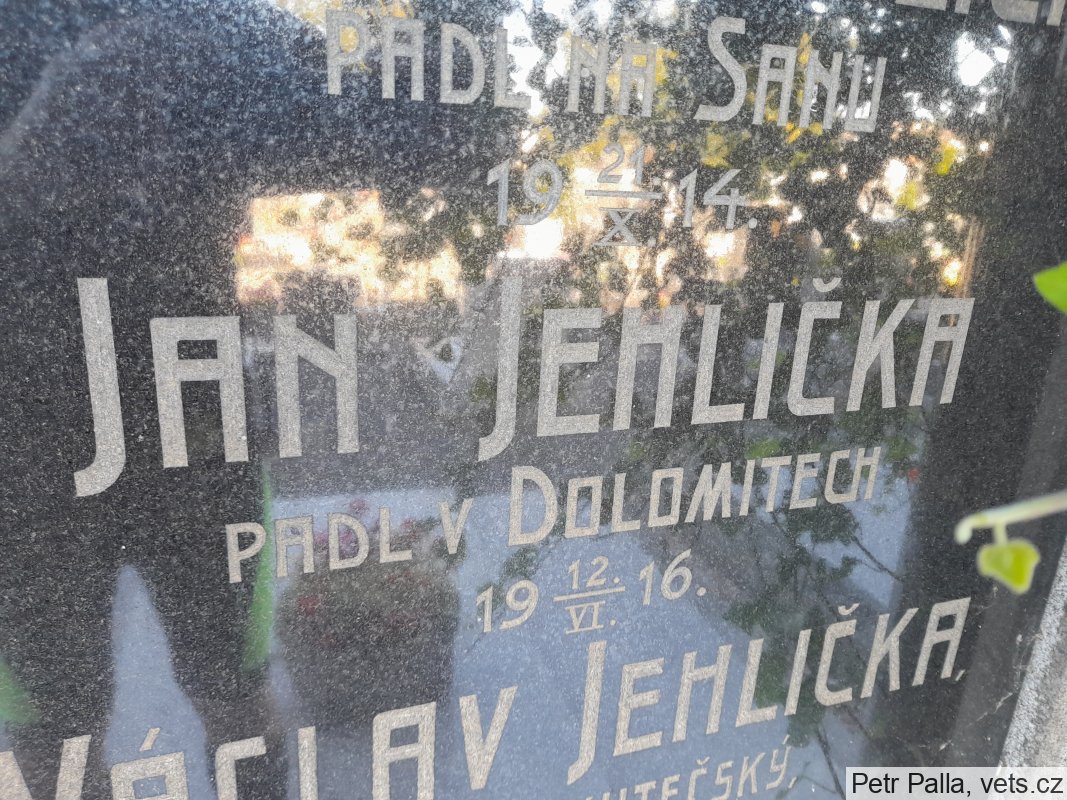 PADL NA SANU
19 21/X. 14.
JAN JEHLIČKA
PADL V DOLOMITECH
19 12./VI. 16.
VÁCLAV JEHLIČKA,
Petr Palla, vets.cz